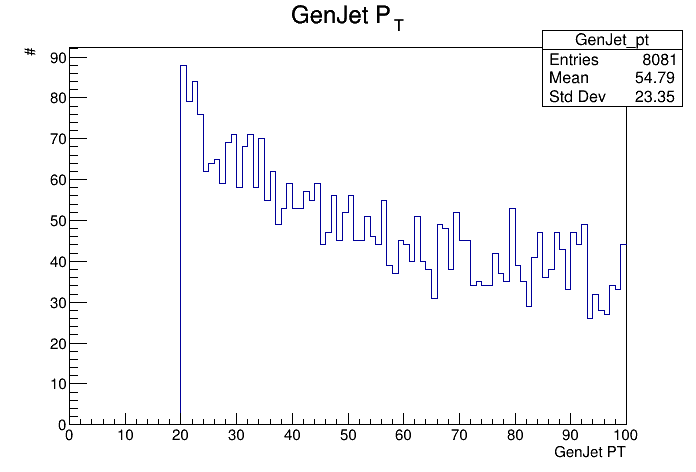 GenJet P_T
GenJet_pt
Entries 8081
Mean 54.79
Std Dev 23.35
#
90
80
70
60
50
40
30
20
10
0
0 10 20 30 40 50 60 70 80 90 100
GenJet PT